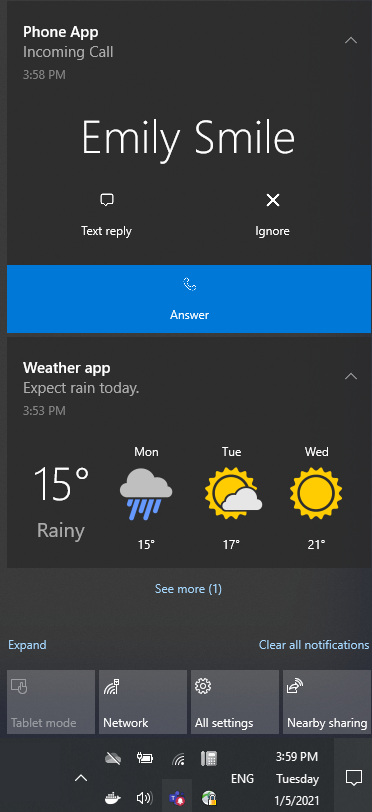 Phone App
Incoming Call
3:58 PM
Emily Smile
Text reply
Ignore
Answer
Weather app
Expect rain today.
3:53 PM
15°
Rainy
Mon
Tue
Wed
15°
17°
21°
See more (1)
Expand
Clear all notifications
Tablet mode
Network
All settings
Nearby sharing
3:59 PM
ENG
Tuesday
1/5/2021